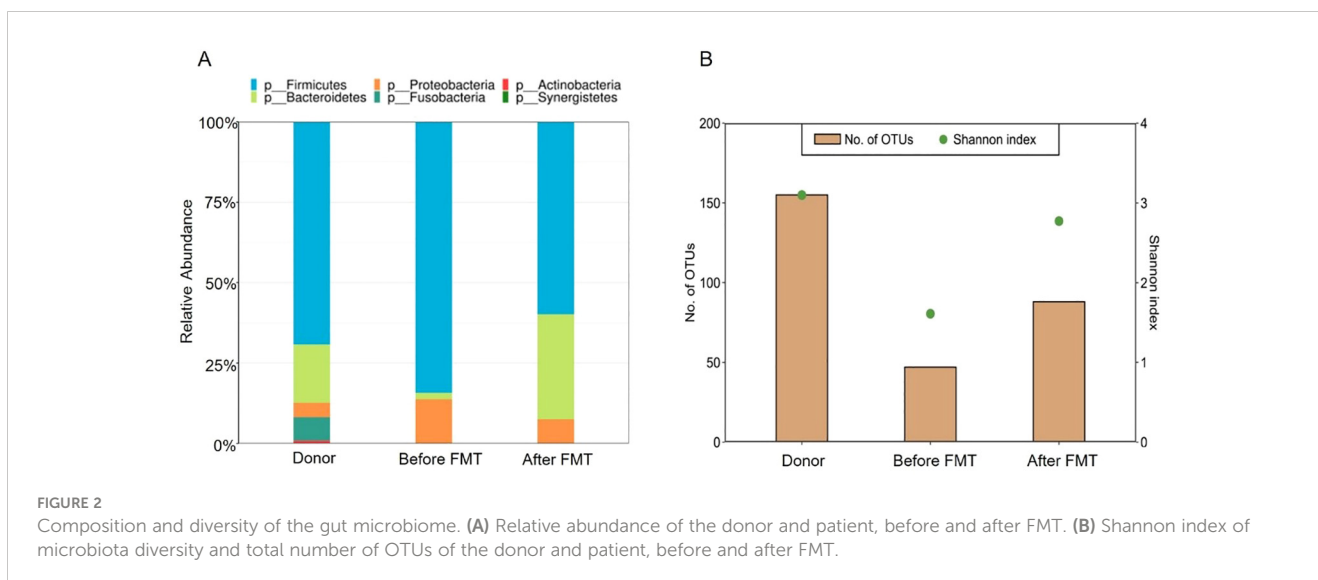 A
p__Firmicutes p__Proteobacteria p__Actinobacteria
p__Bacteroidetes p__Fusobacteria p__Synergistetes
100%
75%
50%
25%
0%
Relative Abundance
Donor Before FMT After FMT
B
No. of OTUs Shannon index
200
150
100
50
0
No. of OTUs
4
3
2
1
0
Shannon index
Donor Before FMT After FMT
FIGURE 2
Composition and diversity of the gut microbiome. (A) Relative abundance of the donor and patient, before and after FMT. (B) Shannon index of
microbiota diversity and total number of OTUs of the donor and patient, before and after FMT.